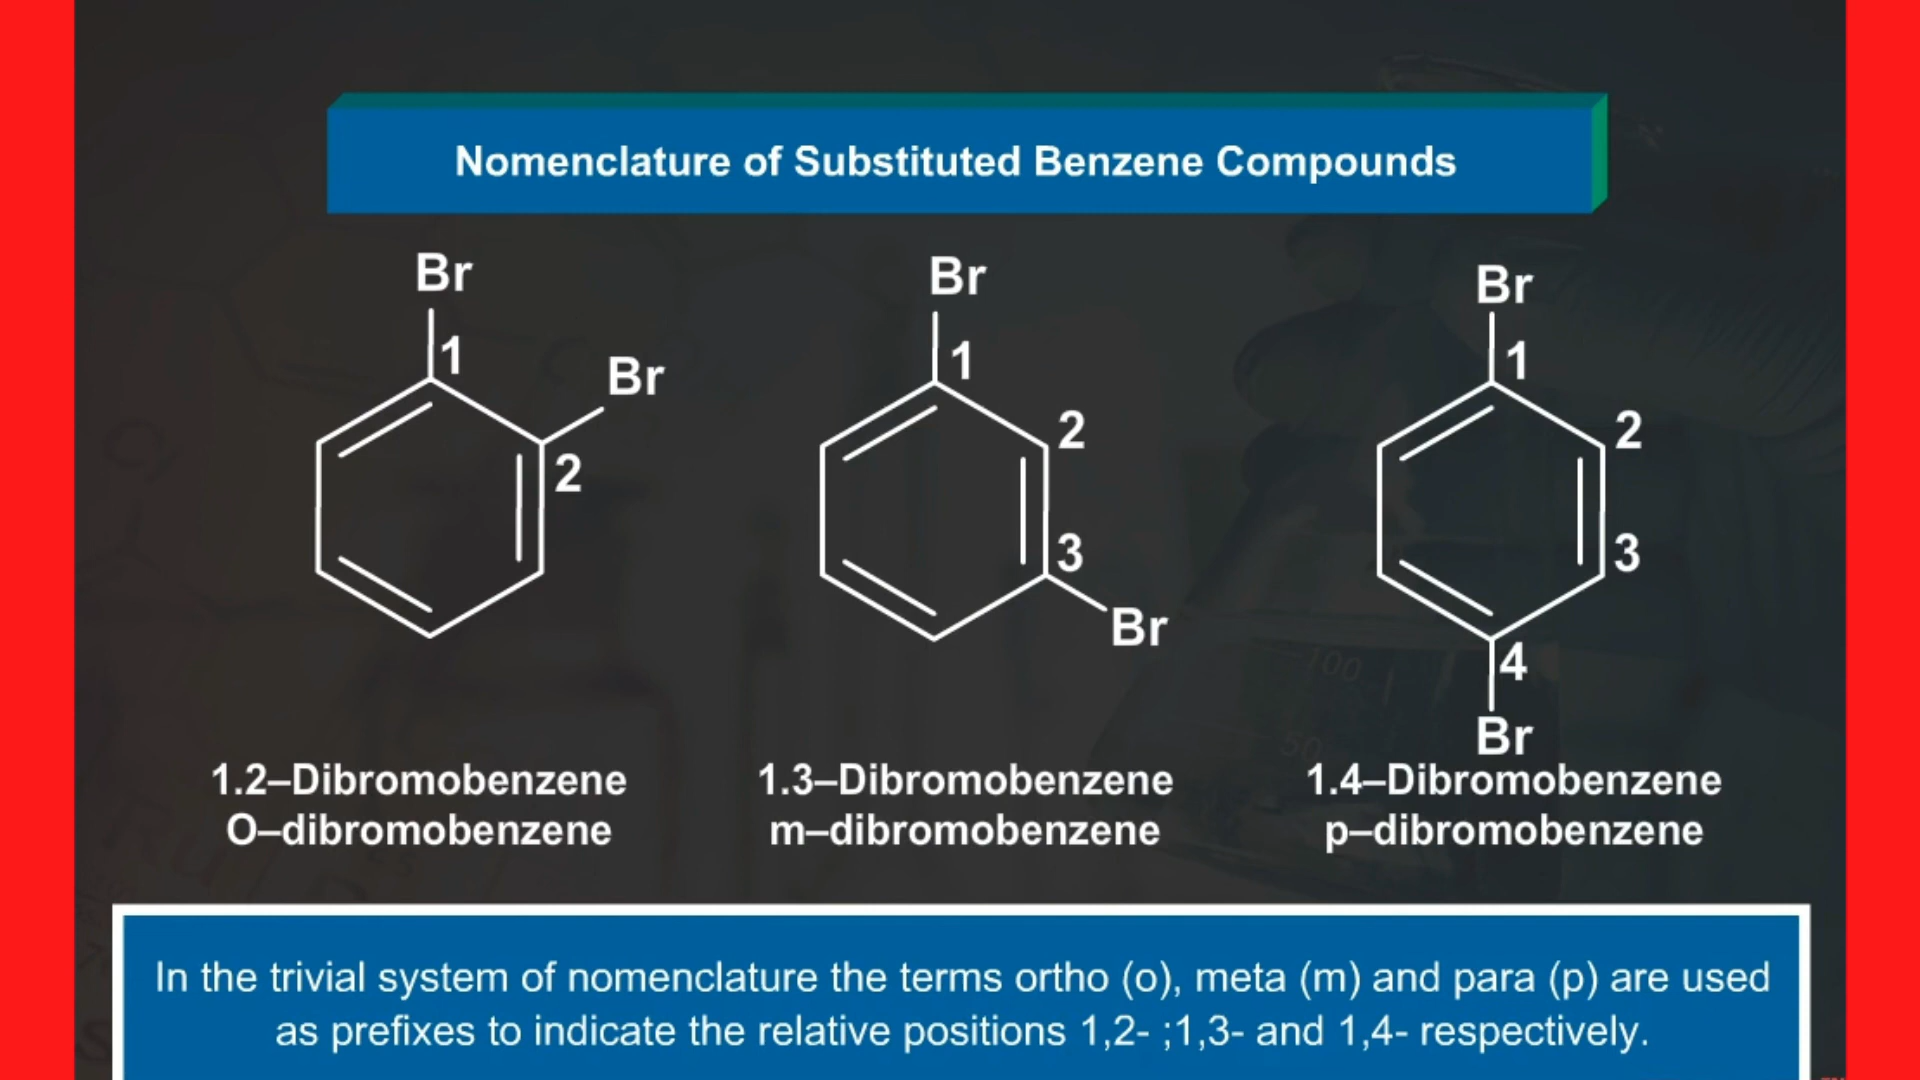 Nomenclature of Substituted Benzene Compounds
Br
1
Br
2
Br
1
2
3
Br
Br
1
2
3
4
Br
1.2–Dibromobenzene
O–dibromobenzene
1.3–Dibromobenzene
m–dibromobenzene
1.4–Dibromobenzene
p–dibromobenzene
In the trivial system of nomenclature the terms ortho (o), meta (m) and para (p) are used
as prefixes to indicate the relative positions 1,2- ;1,3- and 1,4- respectively.
100
50